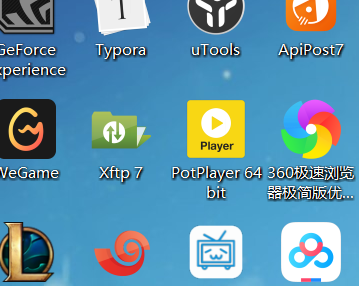 T
GeForce Typora uTools ApiPost7
xperience
Player
WeGame Xftp 7 PotPlayer 64 360极速浏览
bit 器极简版优...
L